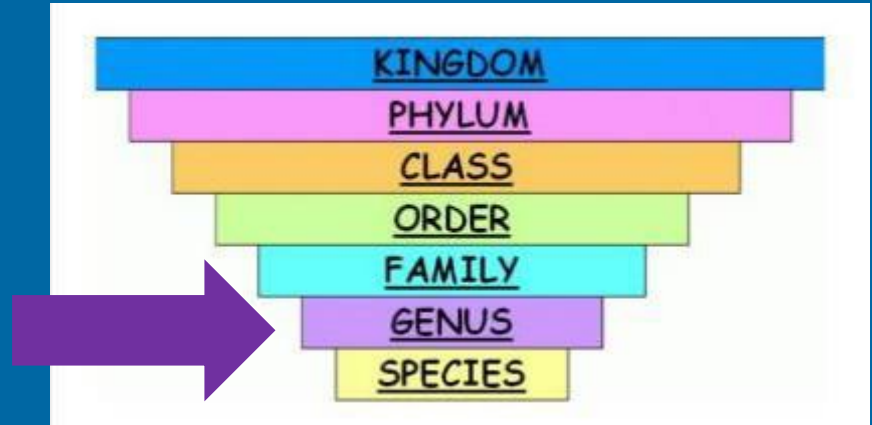 KINGDOM
PHYLUM
CLASS
ORDER
FAMILY
GENUS
SPECIES